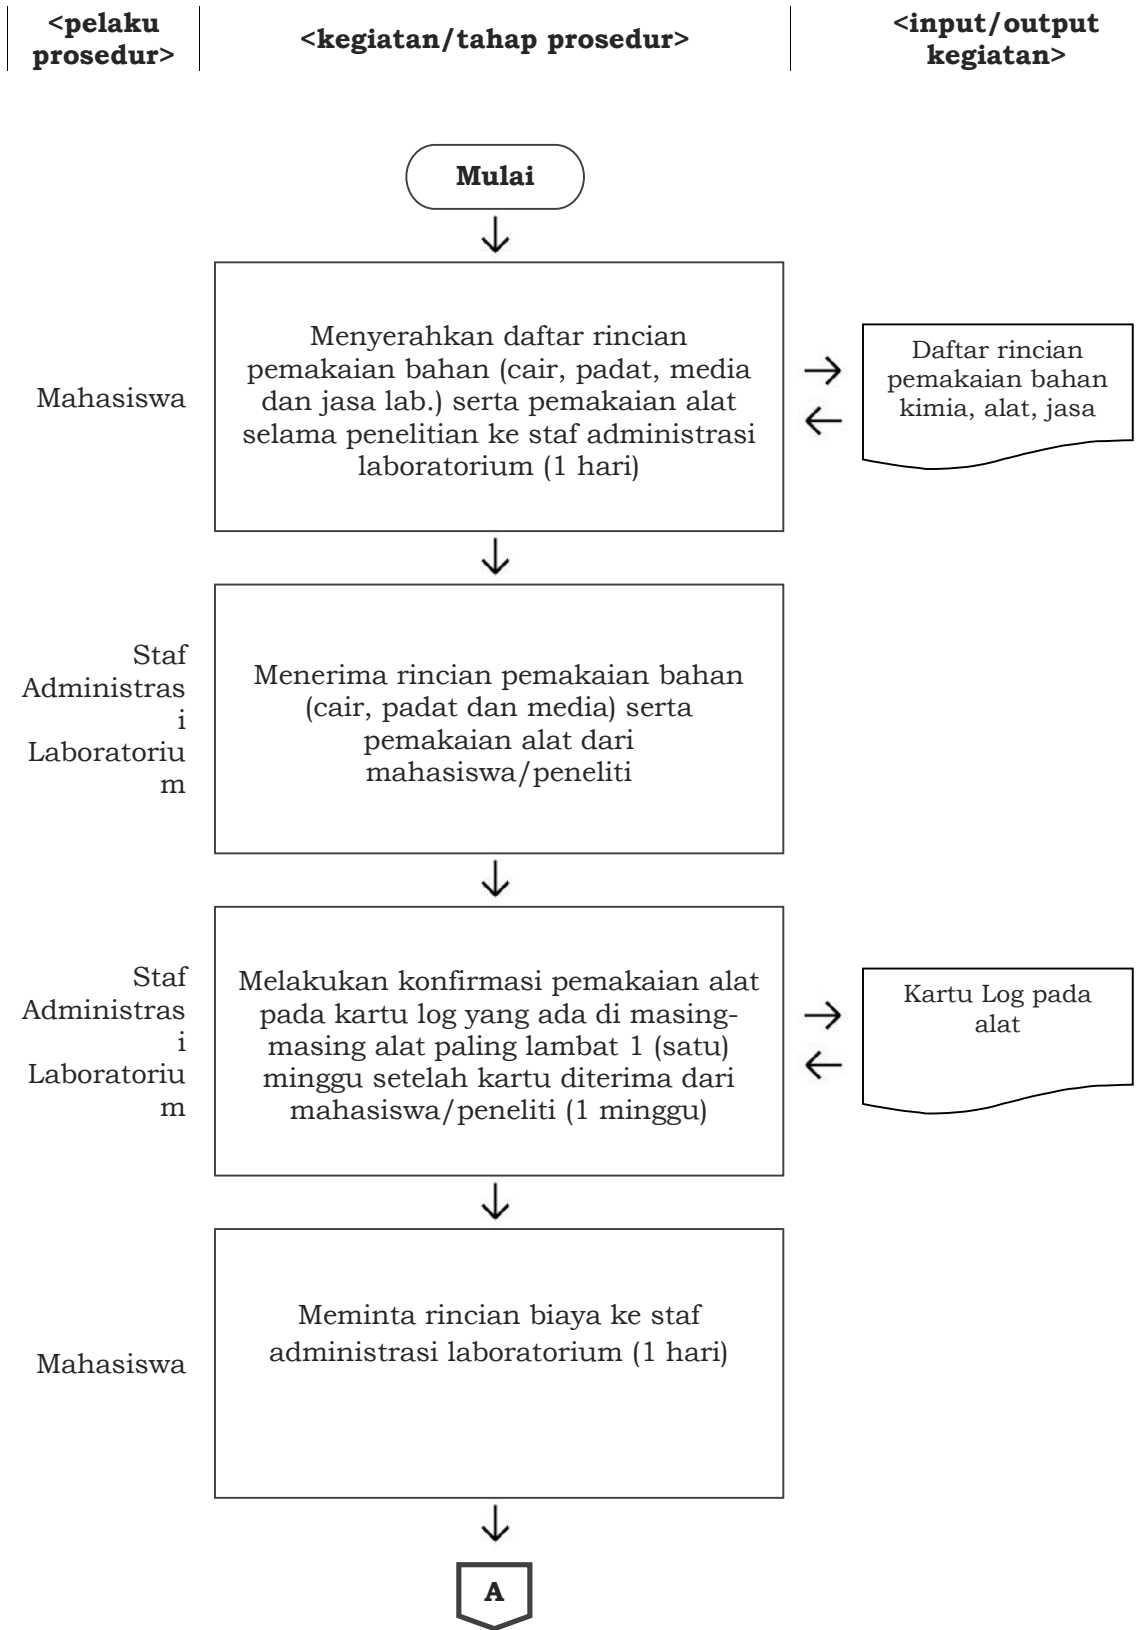 <pelaku
prosedur>
<kegiatan/tahap prosedur>
<input/output
kegiatan>
Mulai
Mahasiswa
Menyerahkan daftar rincian
pemakaian bahan (cair, padat, media
dan jasa lab.) serta pemakaian alat
selama penelitian ke staf administrasi
laboratorium (1 hari)
Daftar rincian
pemakaian bahan
kimia, alat, jasa
Staf
Administras
i
Laboratoriu
m
Menerima rincian pemakaian bahan
(cair, padat dan media) serta
pemakaian alat dari
mahasiswa/peneliti
Staf
Administras
i
Laboratoriu
m
Melakukan konfirmasi pemakaian alat
pada kartu log yang ada di masing-
masing alat paling lambat 1 (satu)
minggu setelah kartu diterima dari
mahasiswa/peneliti (1 minggu)
Kartu Log pada
alat
Mahasiswa
Meminta rincian biaya ke staf
administrasi laboratorium (1 hari)
A